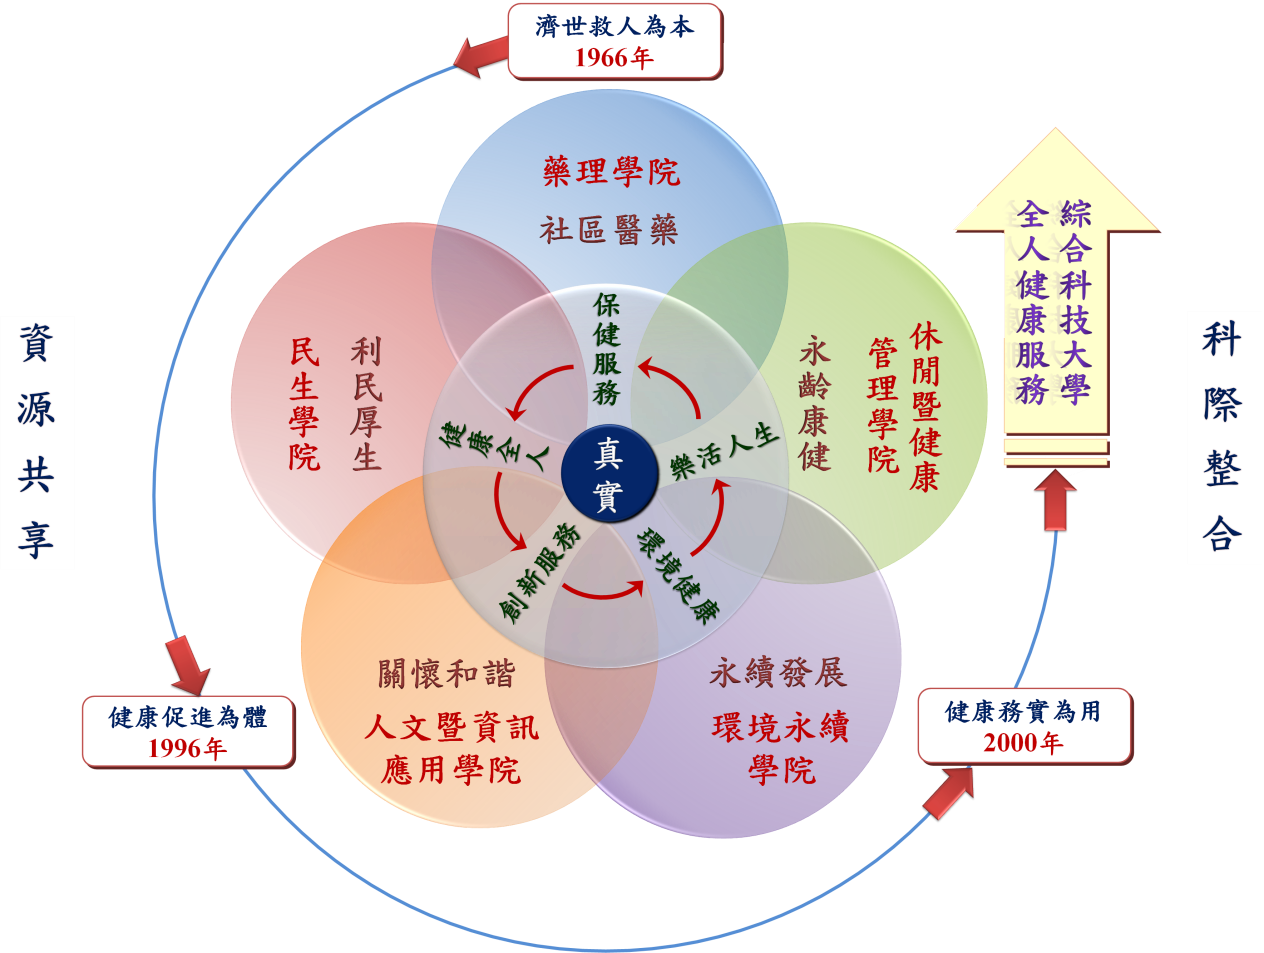 濟世救人為本
1966年
藥理學院
社區醫藥
民生學院
利民厚生
永齡康健
休閒暨健康
管理學院
關懷和諧
人文暨資訊
應用學院
永續發展
環境永續
學院
保健服務
健康全人
創新服務
環境健康
樂活人生
真實
資源共享
科際整合
綜合科技大學
全人健康服務
健康促進為體
1996年
健康務實為用
2000年